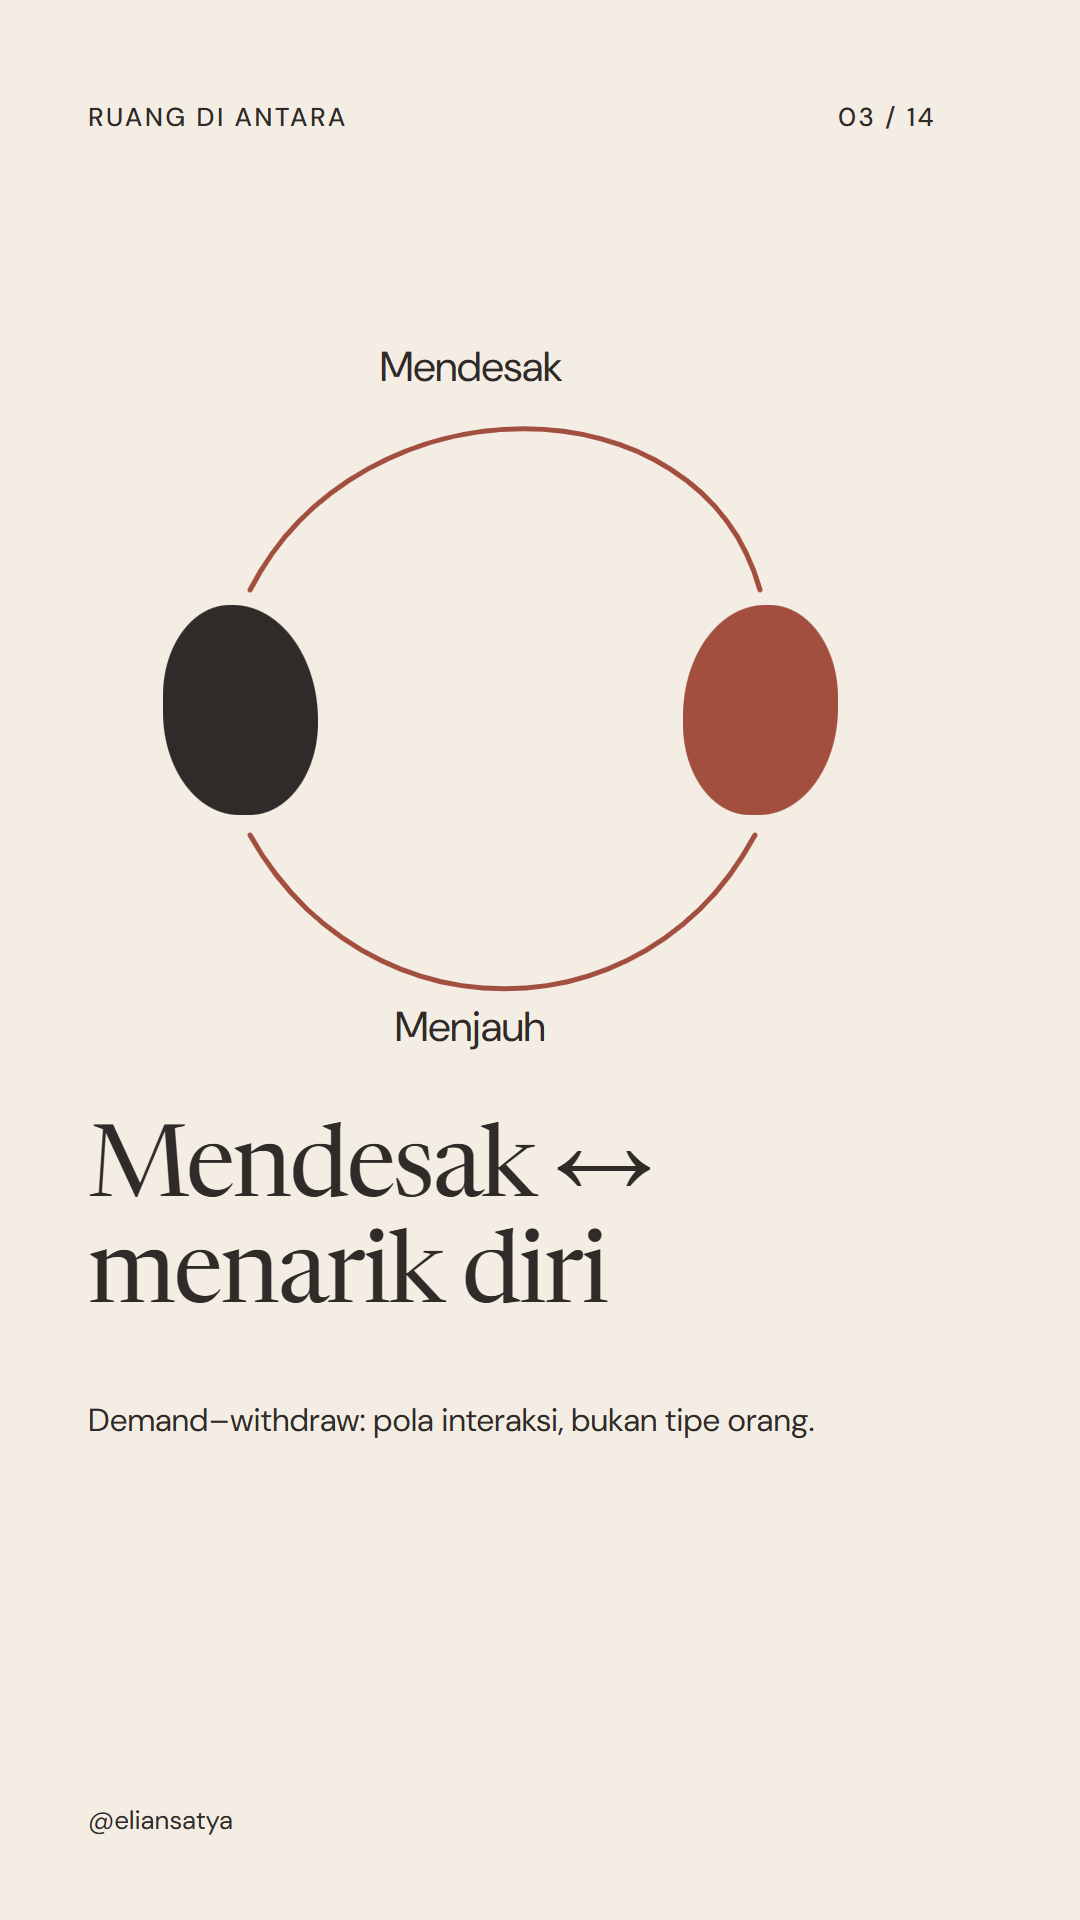 RUANG DI ANTARA
03 / 14
Mendesak
Menjauh
Mendesak ↔
menarik diri
Demand–withdraw: pola interaksi, bukan tipe orang.
@eliansatya